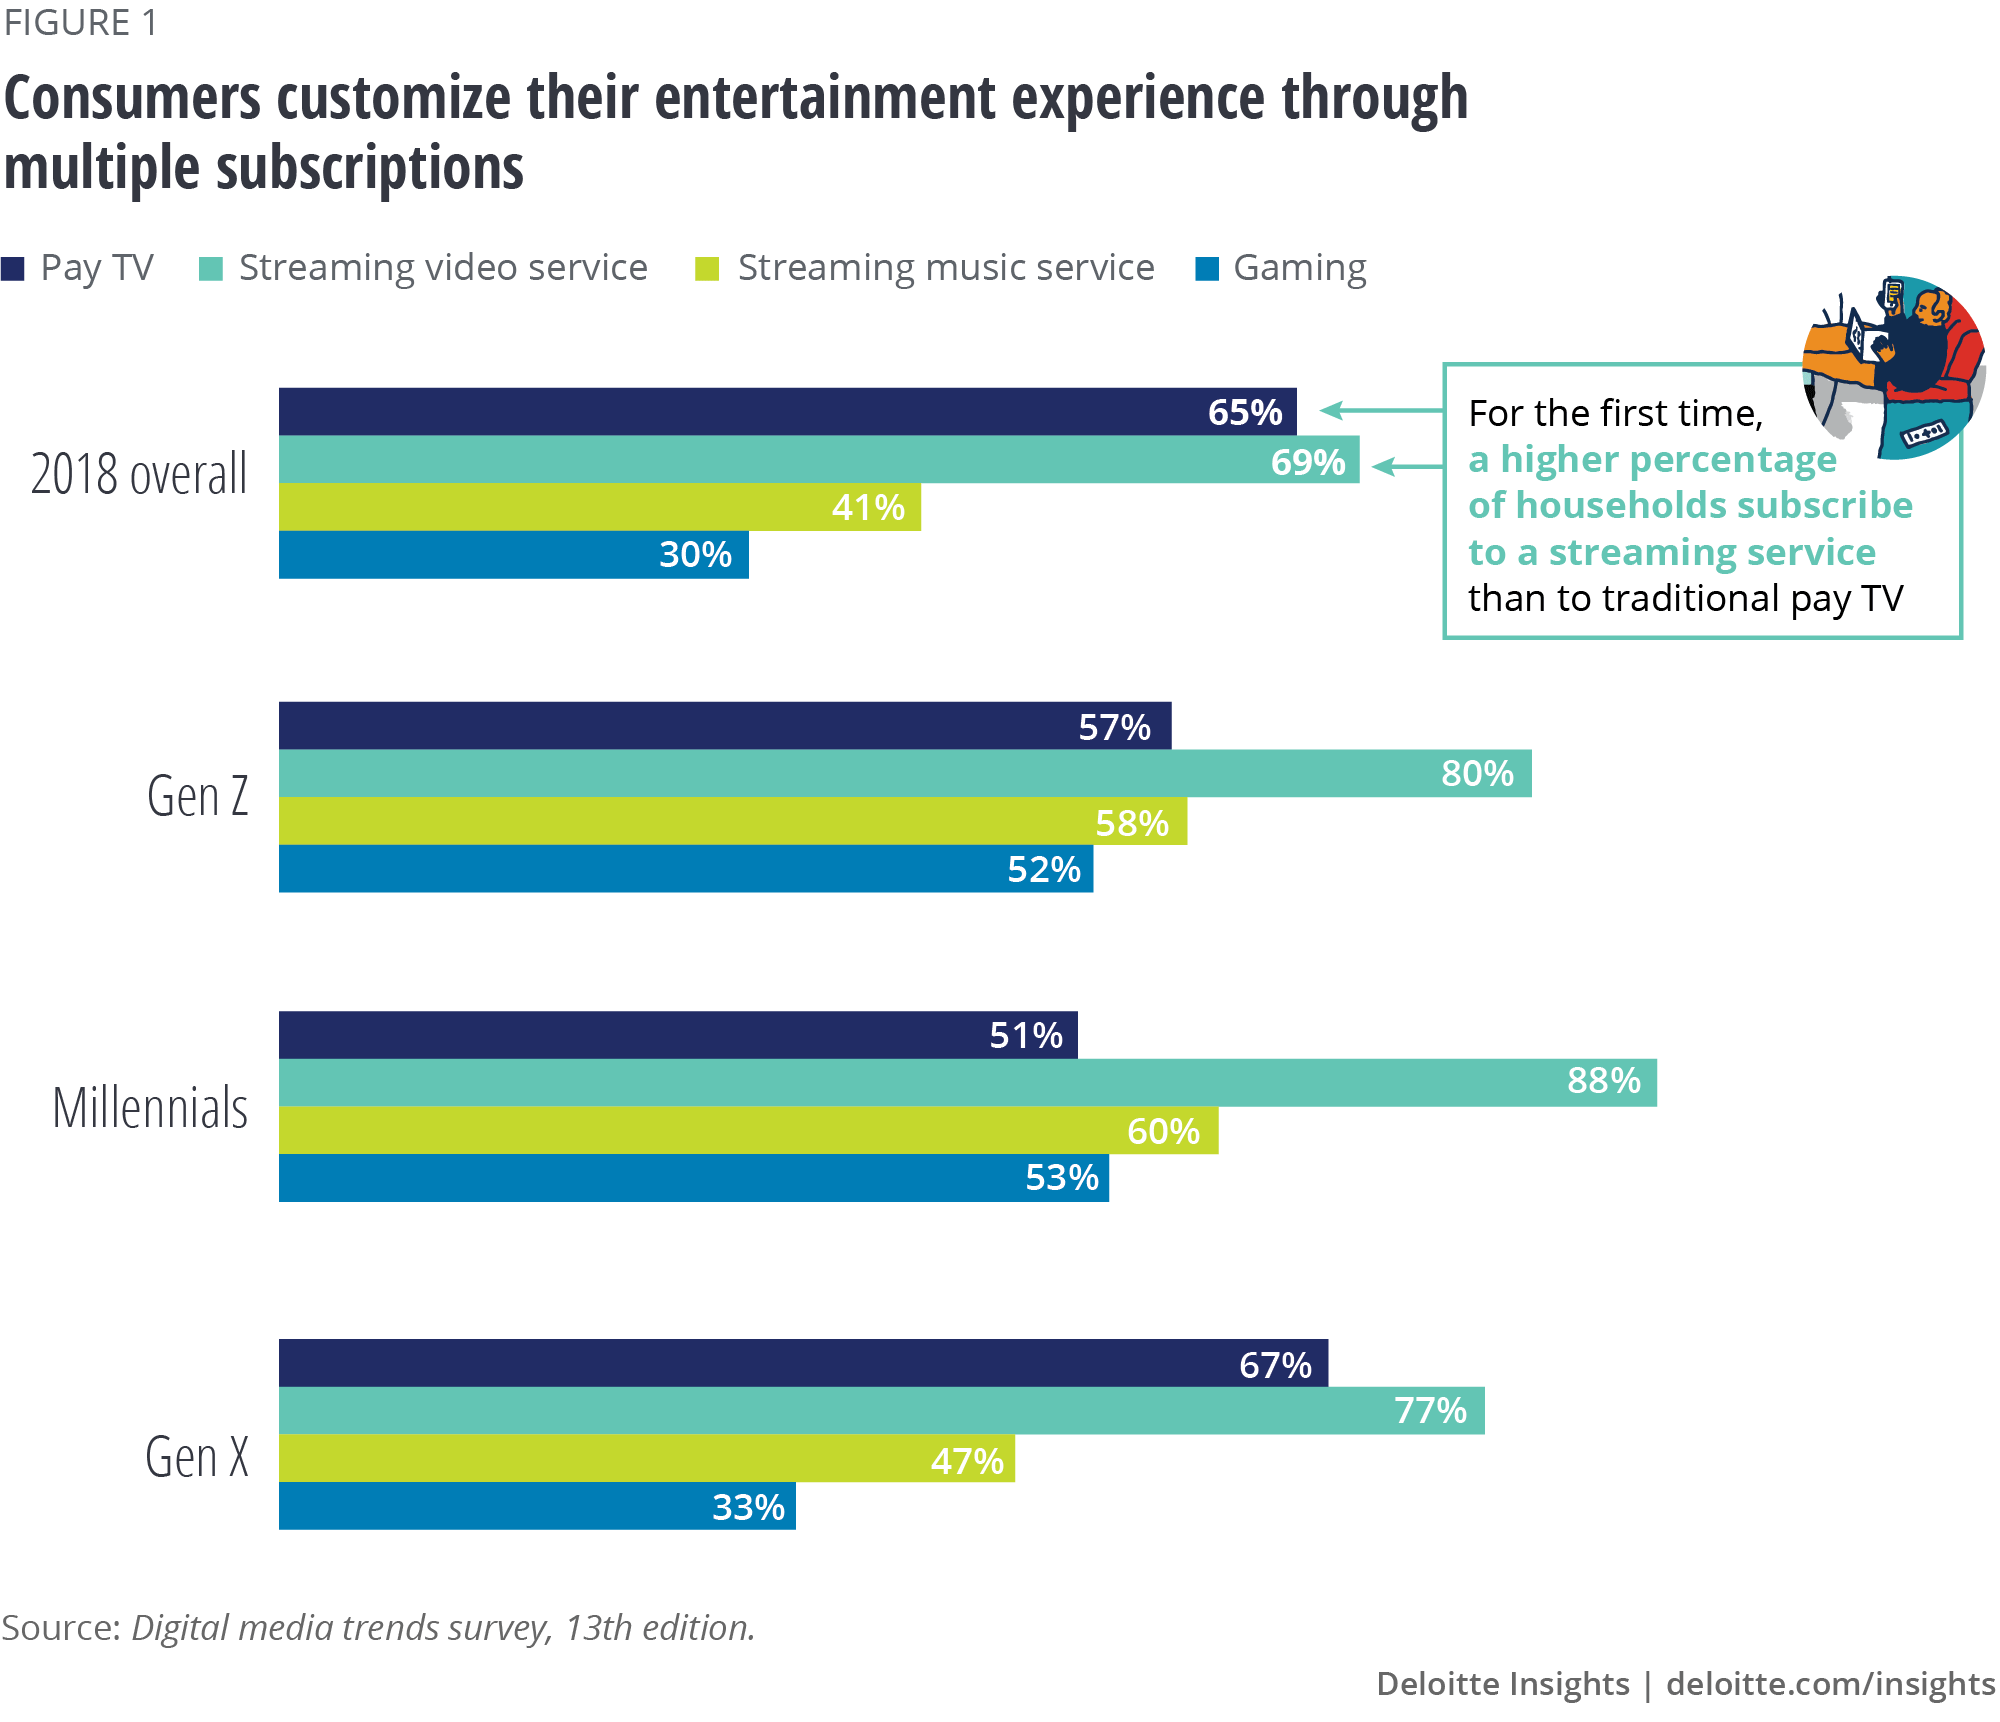 FIGURE 1
Consumers customize their entertainment experience through
multiple subscriptions
Pay TV Streaming video service Streaming music service Gaming
2018 overall
65%
69%
41%
30%
For the first time,
a higher percentage
of households subscribe
to a streaming service
than to traditional pay TV
Gen Z
57%
80%
58%
52%
Millennials
51%
88%
60%
53%
Gen X
67%
77%
47%
33%
Source: Digital media trends survey, 13th edition.
Deloitte Insights | deloitte.com/insights